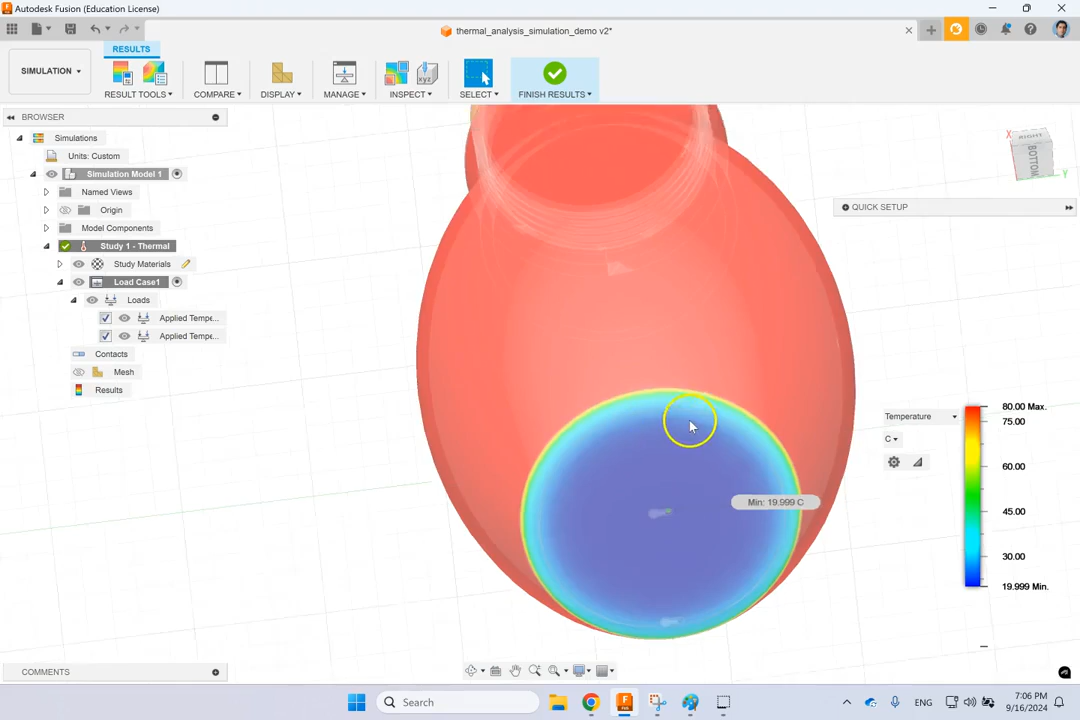 Autodesk Fusion (Education License)
thermal_analysis_simulation_demo v2*
RESULTS
SIMULATION
RESULT TOOLS
COMPARE
DISPLAY
MANAGE
INSPECT
SELECT
FINISH RESULTS
BROWSER
Simulations
Units: Custom
Simulation Model 1
Named Views
Origin
Model Components
Study 1 - Thermal
Study Materials
Load Case1
Loads
Applied Tempe...
Applied Tempe...
Contacts
Mesh
Results
X
RIGHT
BOTTOM
Y
QUICK SETUP
Temperature
C
80.00 Max.
75.00
60.00
45.00
30.00
19.999 Min.
Min: 19.999 C
COMMENTS
Search
ENG
7:06 PM
9/16/2024